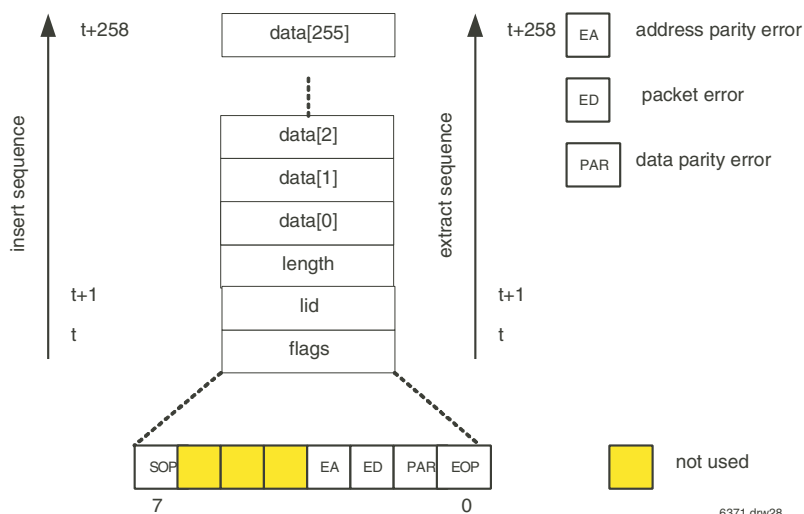 t+258
data[255]
t+258
EA
address parity error
ED
packet error
PAR
data parity error
insert sequence
data[2]
data[1]
data[0]
length
lid
flags
extract sequence
t+1
t
t+1
t
SOP
EA
ED
PAR
EOP
7
0
not used
6371 drw28